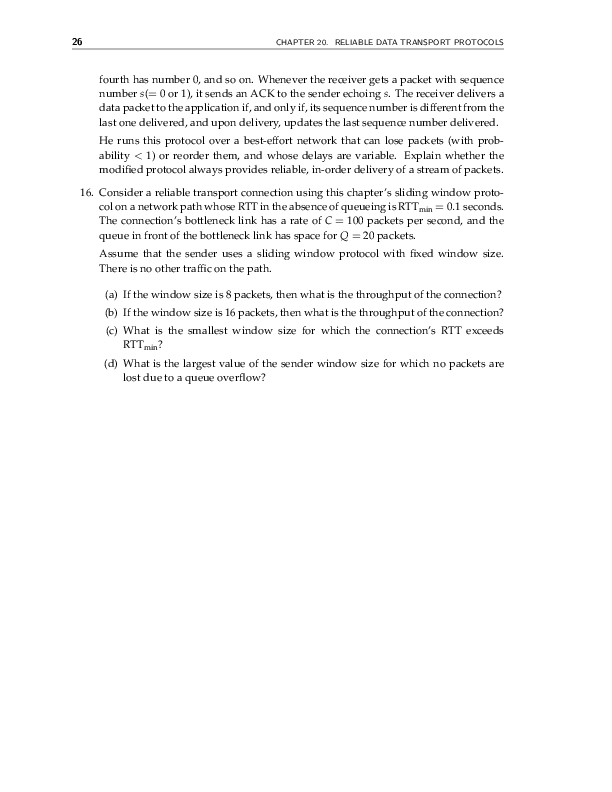 26 CHAPTER 20. RELIABLE DATA TRANSPORT PROTOCOLS
fourth has number 0, and so on. Whenever the receiver gets a packet with sequence
number s(= 0 or 1), it sends an ACK to the sender echoing s. The receiver delivers a
data packet to the application if, and only if, its sequence number is different from the
last one delivered, and upon delivery, updates the last sequence number delivered.
He runs this protocol over a best-effort network that can lose packets (with prob-
ability < 1) or reorder them, and whose delays are variable. Explain whether the
modified protocol always provides reliable, in-order delivery of a stream of packets.
16. Consider a reliable transport connection using this chapter's sliding window proto-
col on a network path whose RTT in the absence of queueing is RTTmin = 0.1 seconds.
The connection's bottleneck link has a rate of C = 100 packets per second, and the
queue in front of the bottleneck link has space for Q = 20 packets.
Assume that the sender uses a sliding window protocol with fixed window size.
There is no other traffic on the path.
(a) If the window size is 8 packets, then what is the throughput of the connection?
(b) If the window size is 16 packets, then what is the throughput of the connection?
(c) What is the smallest window size for which the connection's RTT exceeds
RTTmin?
(d) What is the largest value of the sender window size for which no packets are
lost due to a queue overflow?